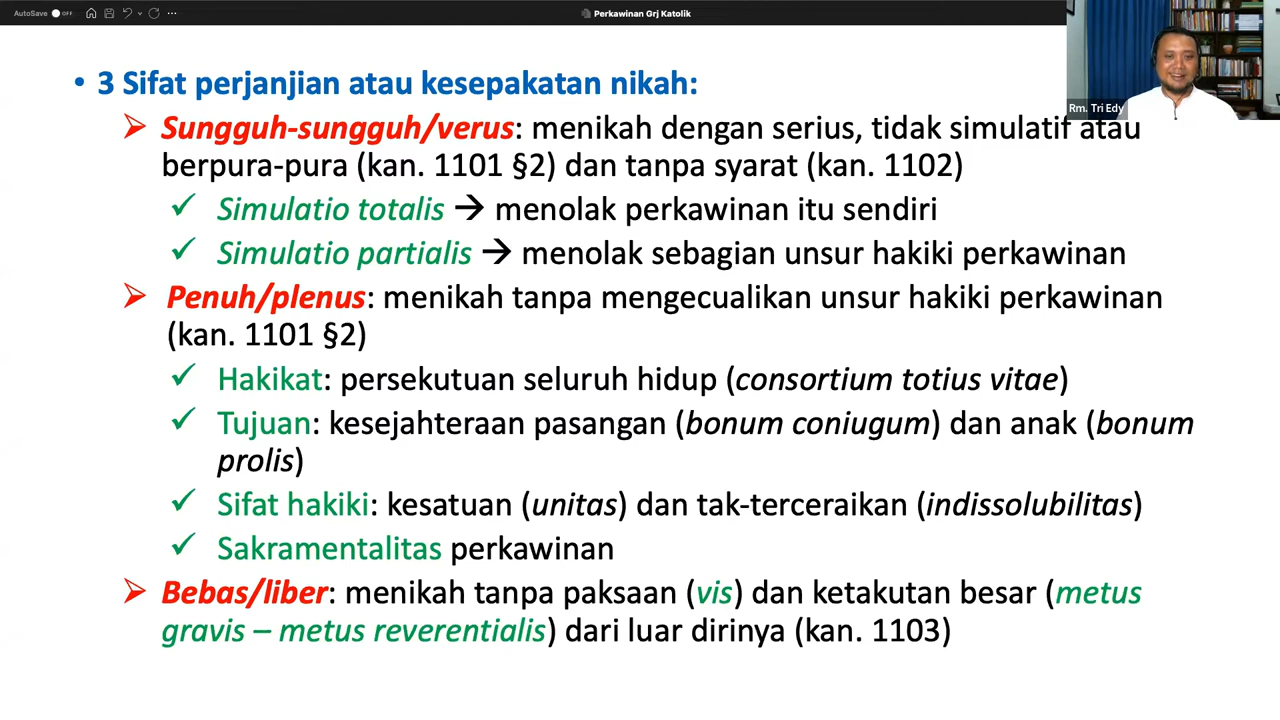 AutoSave OFF
Perkawinan Grj Katolik
Rm. Tri Edy
• 3 Sifat perjanjian atau kesepakatan nikah:
➢ Sungguh-sungguh/verus: menikah dengan serius, tidak simulatif atau
berpura-pura (kan. 1101 §2) dan tanpa syarat (kan. 1102)
✓ Simulatio totalis → menolak perkawinan itu sendiri
✓ Simulatio partialis → menolak sebagian unsur hakiki perkawinan
➢ Penuh/plenus: menikah tanpa mengecualikan unsur hakiki perkawinan
(kan. 1101 §2)
✓ Hakikat: persekutuan seluruh hidup (consortium totius vitae)
✓ Tujuan: kesejahteraan pasangan (bonum coniugum) dan anak (bonum
prolis)
✓ Sifat hakiki: kesatuan (unitas) dan tak-terceraikan (indissolubilitas)
✓ Sakramentalitas perkawinan
➢ Bebas/liber: menikah tanpa paksaan (vis) dan ketakutan besar (metus
gravis – metus reverentialis) dari luar dirinya (kan. 1103)